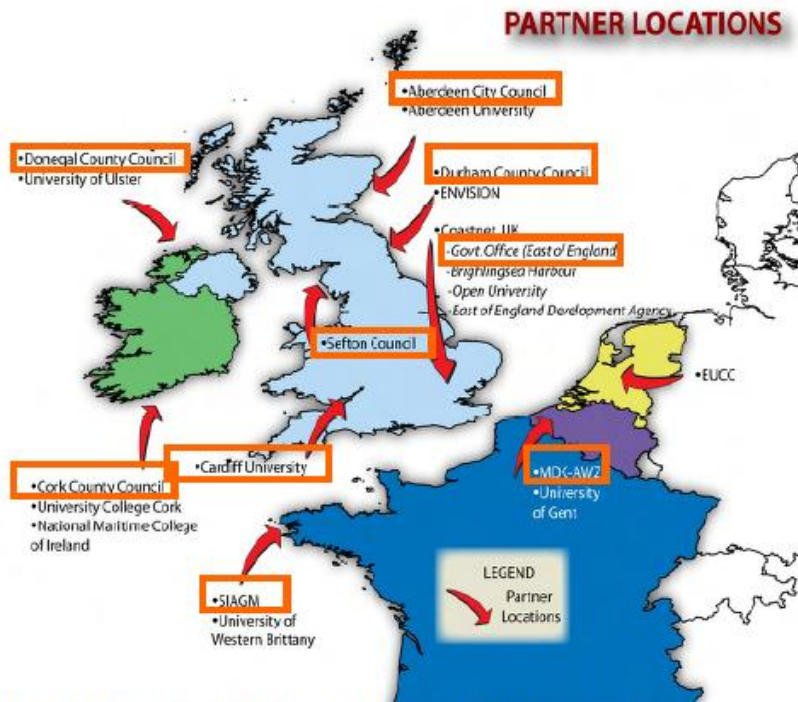 PARTNER LOCATIONS
•Aberdeen City Council
•Aberdeen University
•Donegal County Council
•University of Ulster
•Durham County Council
•ENVISION
•Coastnet, UK
-Govt. Office (East of England)
-Brightlingsea Harbour
-Open University
-East of England Development Agency
•Sefton Council
•EUCC
•Cardiff University
•Cork County Council
•University College Cork
•National Maritime College
of Ireland
•MDK-AWZ
•University
of Gent
•SIAGM
•University of
Western Brittany
LEGEND
Partner
Locations